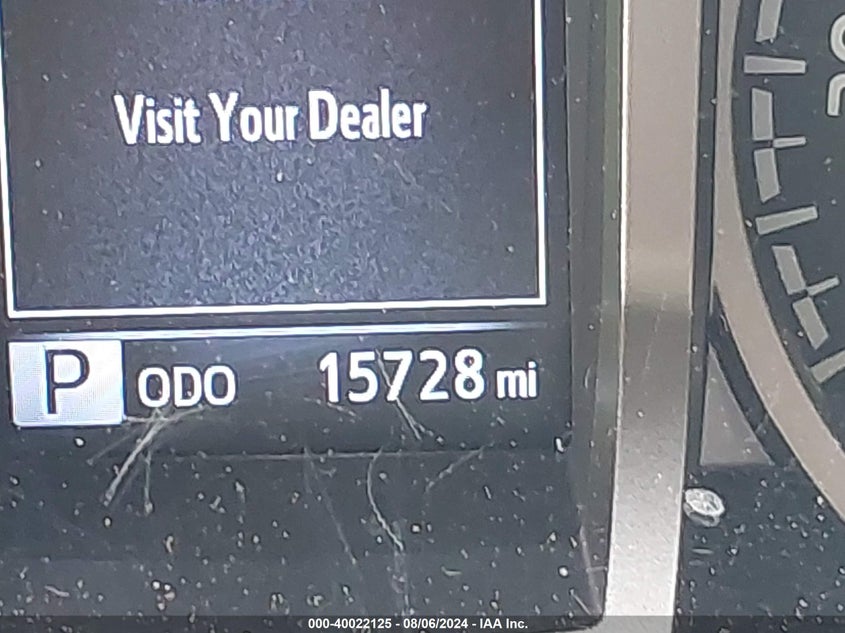 Visit Your Dealer
P ODO 15728 mi
000-40022125 - 08/06/2024 - IAA Inc.